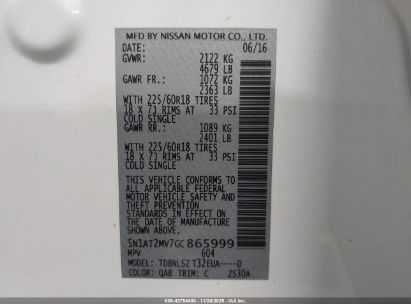 MFD BY NISSAN MOTOR CO., LTD.
DATE: 06/16
GVWR: 2122 KG
4679 LB
GAWR FR.: 1072 KG
2363 LB
WITH 225/60R18 TIRES
18 X 7J RIMS AT 33 PSI
COLD SINGLE
GAWR RR.: 1089 KG
2401 LB
WITH 225/60R18 TIRES
18 X 7J RIMS AT 33 PSI
COLD SINGLE
THIS VEHICLE CONFORMS TO
ALL APPLICABLE FEDERAL
MOTOR VEHICLE SAFETY AND
THEFT PREVENTION
STANDARDS IN EFFECT ON
THE DATE OF MANUFACTURE
SHOWN ABOVE.
5N1AT2MV7GC865999
MPV 604
MODEL: TDBNLSZ T32EUA----D
COLOR: QAB TRIM: C 2S30A